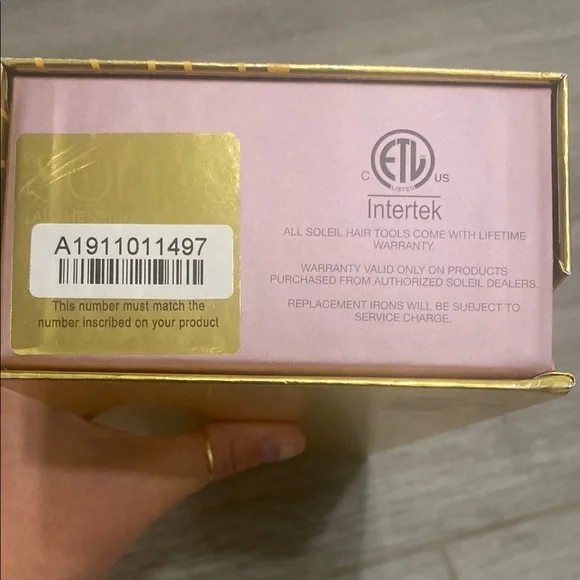 A1911011497
This number must match the
number inscribed on your product
C ETL US
LISTED
Intertek
ALL SOLEIL HAIR TOOLS COME WITH LIFETIME
WARRANTY.
WARRANTY VALID ONLY ON PRODUCTS
PURCHASED FROM AUTHORIZED SOLEIL DEALERS.
REPLACEMENT IRONS WILL BE SUBJECT TO
SERVICE CHARGE.